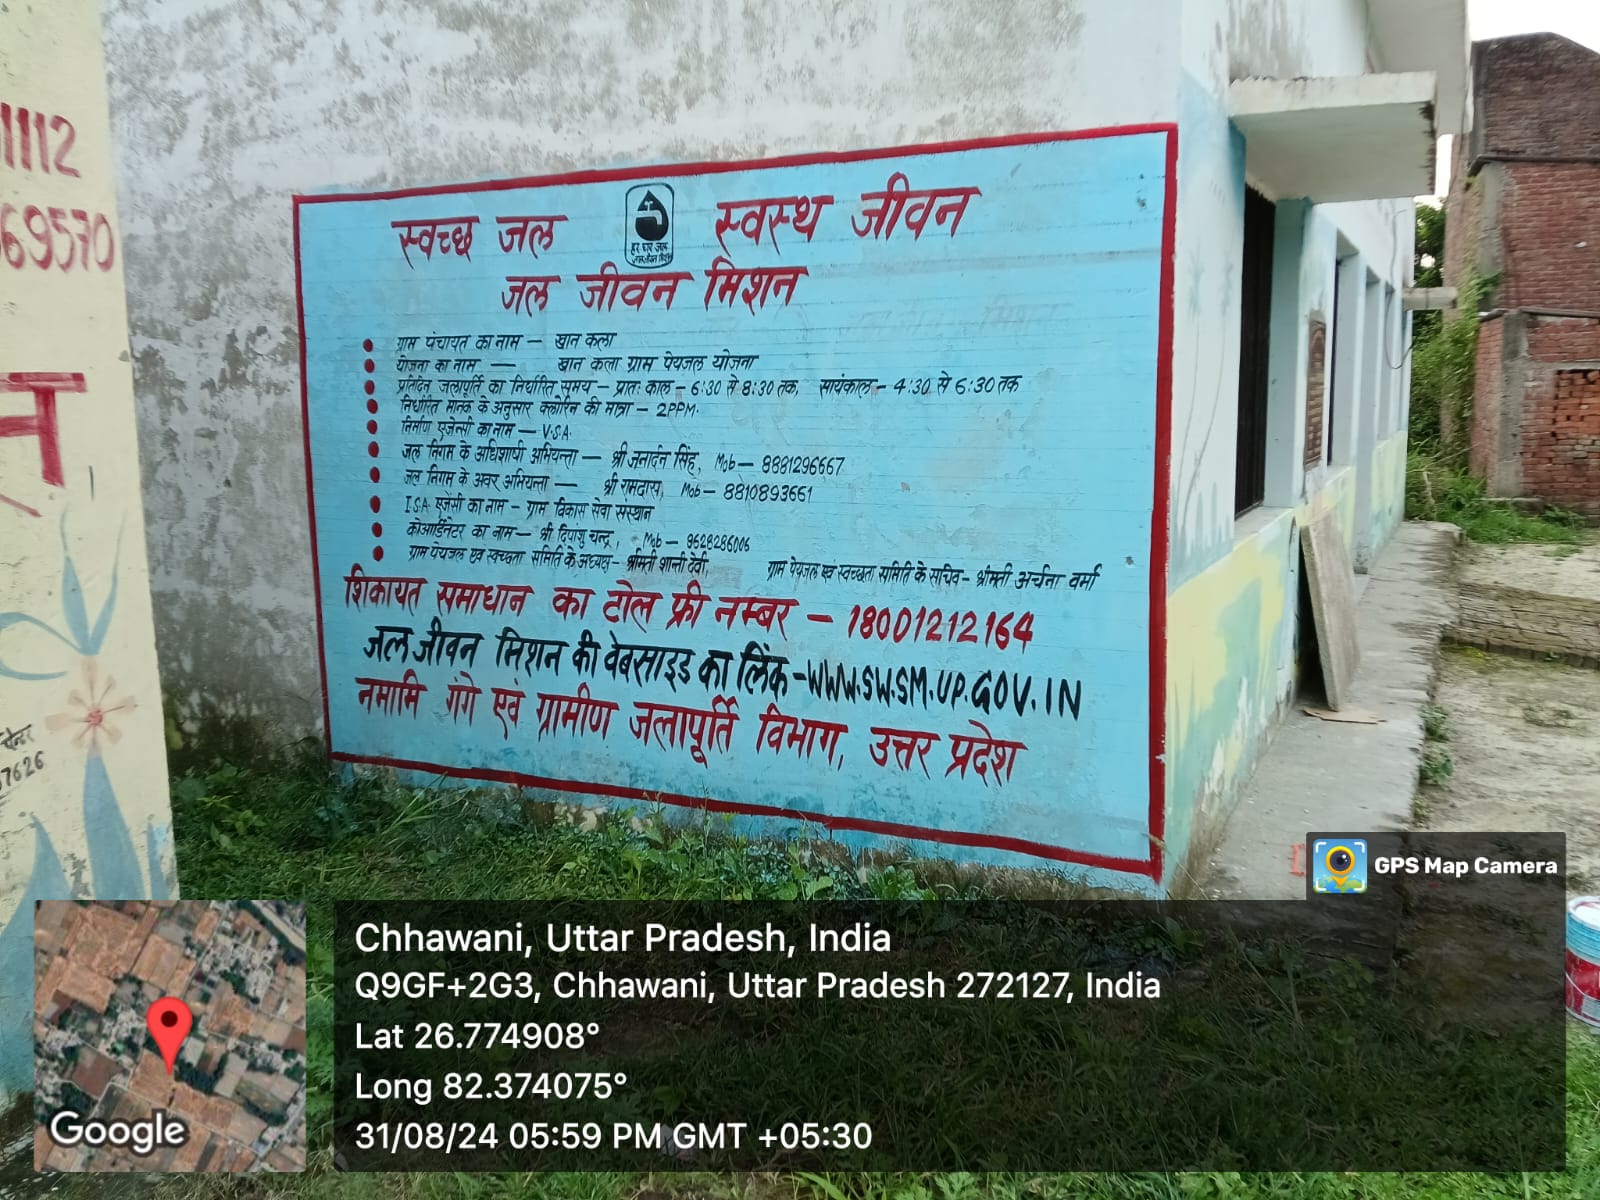 1112
69570
न
7626
स्वच्छ जल स्वस्थ जीवन
हर घर जल
जल जीवन मिशन
ग्राम पंचायत का नाम — खान कला
योजना का नाम — खान कला ग्राम पेयजल योजना
प्रतिदिन जलापूर्ति का निर्धारित समय – प्रातः काल – 6:30 से 8:30 तक, सायंकाल – 4:30 से 6:30 तक
निर्धारित मानक के अनुसार क्लोरिन की मात्रा – 2PPM.
निर्माण एजेन्सी का नाम — V.S.A.
जल निगम के अधिशाषी अभियन्ता — श्री जनार्दन सिंह, Mob – 8881296667
जल निगम के अवर अभियन्ता — श्री रामदास, Mob – 8810893661
I.S.A एजेंसी का नाम – ग्राम विकास सेवा संस्थान
कोआर्डिनेटर का नाम – श्री दिपांशु चन्द्र, Mob – 9628286006
ग्राम पेयजल एवं स्वच्छता समिति के अध्यक्ष – श्रीमती शान्ती देवी, ग्राम पेयजल एवं स्वच्छता समिति के सचिव – श्रीमती अर्चना वर्मा
शिकायत समाधान का टोल फ्री नम्बर – 18001212164
जल जीवन मिशन की वेबसाइड का लिंक – WWW.SWSM.UP.GOV.IN
नमामि गंगे एवं ग्रामीण जलापूर्ति विभाग, उत्तर प्रदेश
GPS Map Camera
Chhawani, Uttar Pradesh, India
Q9GF+2G3, Chhawani, Uttar Pradesh 272127, India
Lat 26.774908°
Long 82.374075°
31/08/24 05:59 PM GMT +05:30
Google